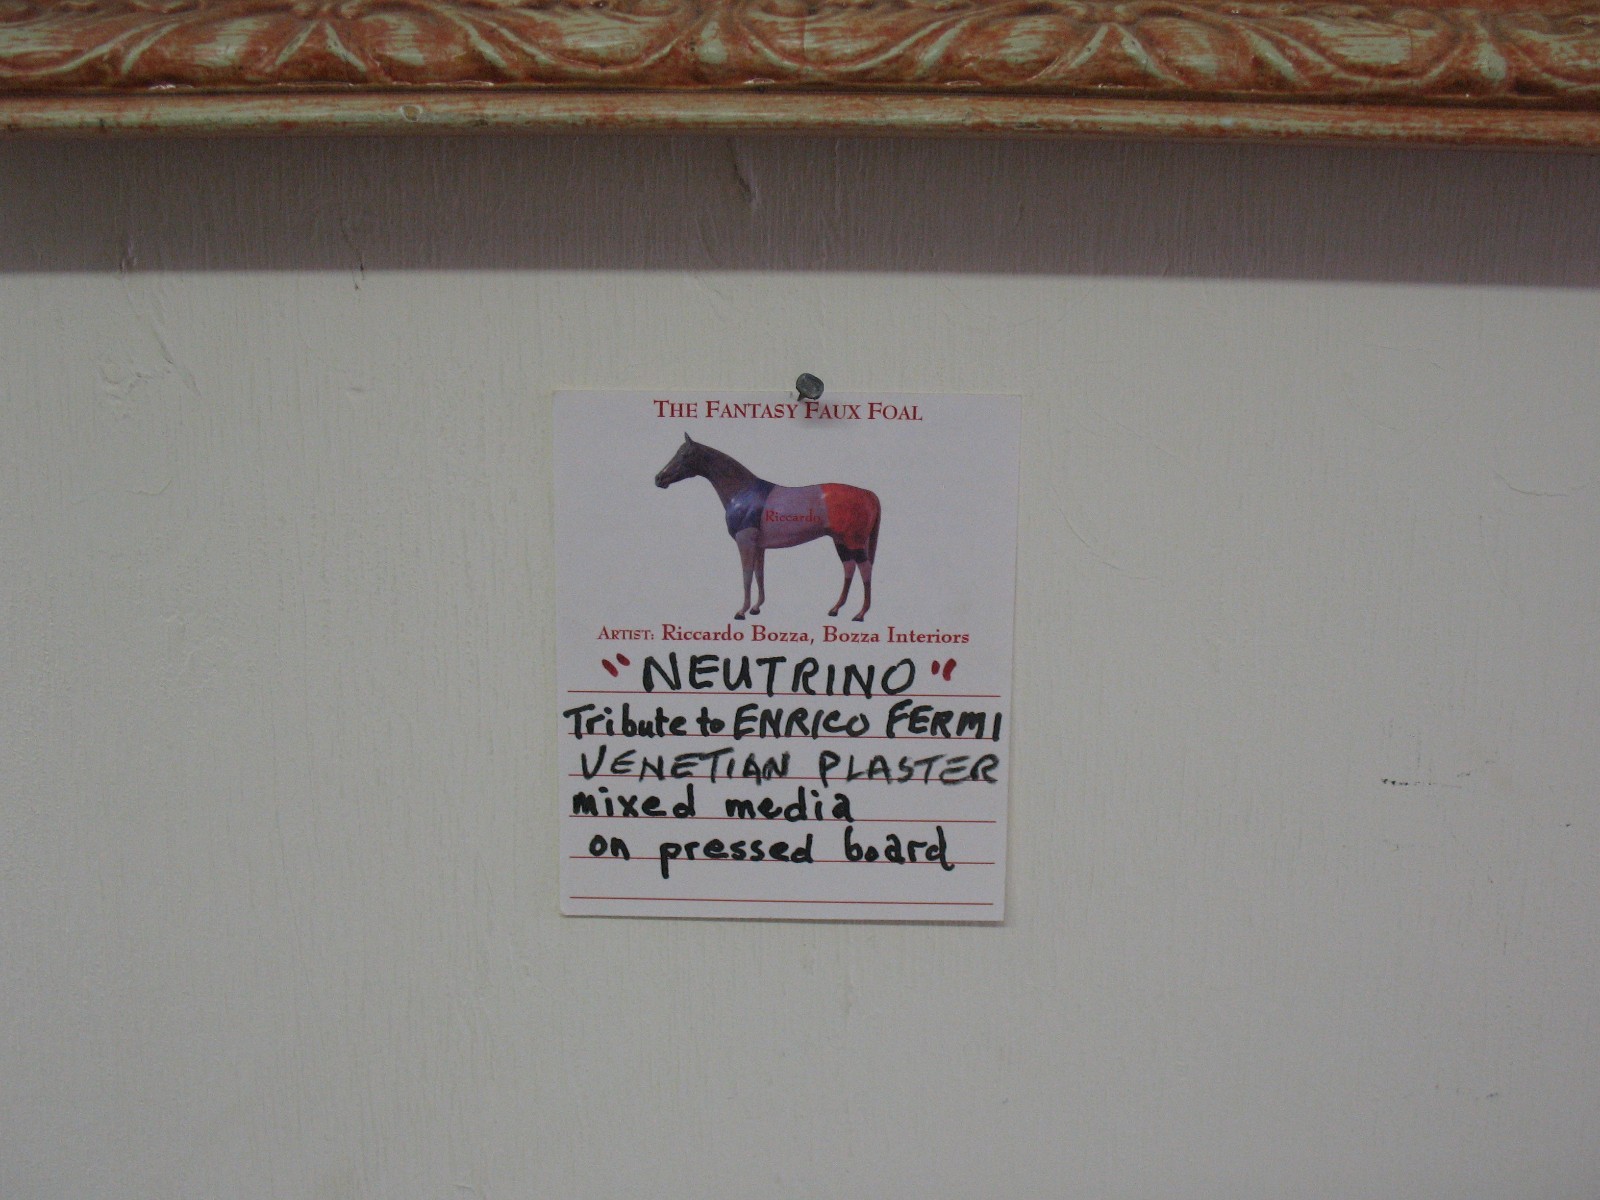 THE FANTASY FAUX FOAL
Riccardo
ARTIST: Riccardo Bozza, Bozza Interiors
"NEUTRINO"
Tribute to ENRICO FERMI
VENETIAN PLASTER
mixed media
on pressed board